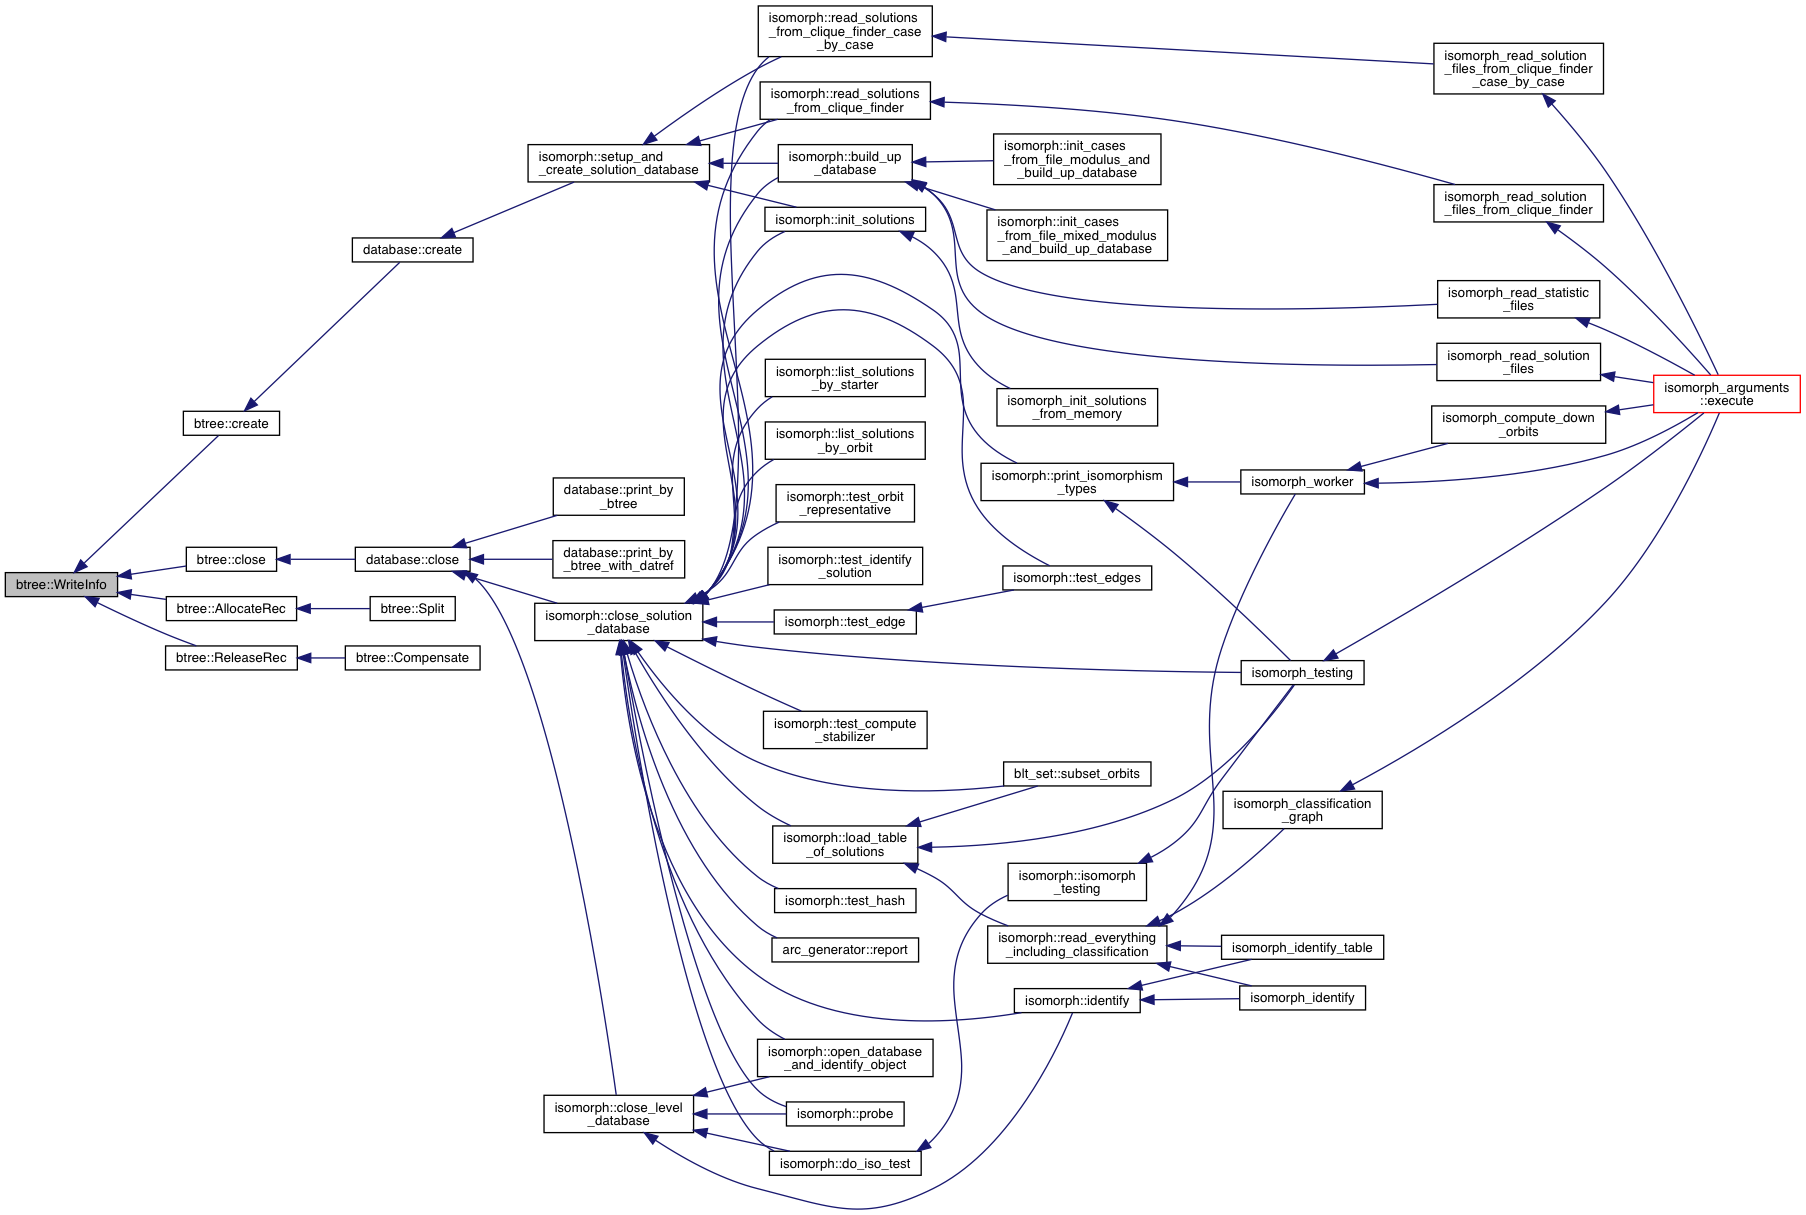 btree::WriteInfo
btree::create
btree::close
btree::AllocateRec
btree::ReleaseRec
database::create
database::close
btree::Split
btree::Compensate
isomorph::setup_and
_create_solution_database
database::print_by
_btree
database::print_by
_btree_with_datref
isomorph::close_solution
_database
isomorph::close_level
_database
isomorph::read_solutions
_from_clique_finder_case
_by_case
isomorph::read_solutions
_from_clique_finder
isomorph::build_up
_database
isomorph::init_solutions
isomorph::list_solutions
_by_starter
isomorph::list_solutions
_by_orbit
isomorph::test_orbit
_representative
isomorph::test_identify
_solution
isomorph::test_edge
isomorph::test_compute
_stabilizer
isomorph::load_table
_of_solutions
isomorph::test_hash
arc_generator::report
isomorph::open_database
_and_identify_object
isomorph::probe
isomorph::do_iso_test
isomorph::init_cases
_from_file_modulus_and
_build_up_database
isomorph::init_cases
_from_file_mixed_modulus
_and_build_up_database
isomorph_init_solutions
_from_memory
isomorph::print_isomorphism
_types
isomorph::test_edges
blt_set::subset_orbits
isomorph::isomorph
_testing
isomorph::read_everything
_including_classification
isomorph::identify
isomorph_worker
isomorph_testing
isomorph_classification
_graph
isomorph_identify_table
isomorph_identify
isomorph_read_solution
_files_from_clique_finder
_case_by_case
isomorph_read_solution
_files_from_clique_finder
isomorph_read_statistic
_files
isomorph_read_solution
_files
isomorph_compute_down
_orbits
isomorph_arguments
::execute